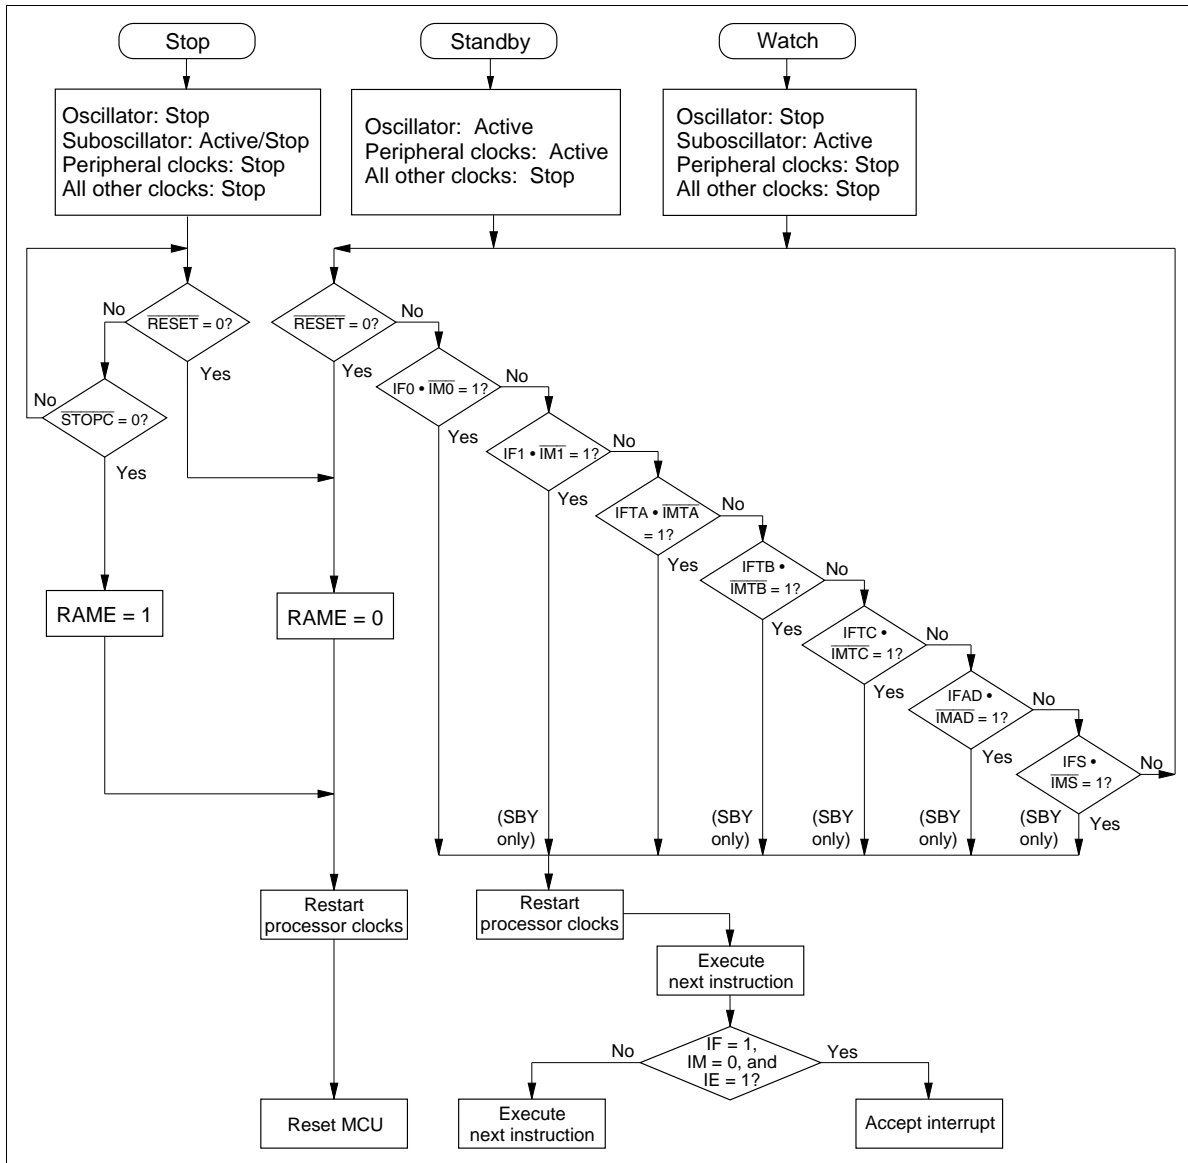 Stop
Standby
Watch
Oscillator: Stop
Suboscillator: Active/Stop
Peripheral clocks: Stop
All other clocks: Stop
Oscillator: Active
Peripheral clocks: Active
All other clocks: Stop
Oscillator: Stop
Suboscillator: Active
Peripheral clocks: Stop
All other clocks: Stop
No
RESET = 0?
Yes
No
STOPC = 0?
Yes
RESET = 0?
No
Yes
IF0 • IM0 = 1?
No
Yes
IF1 • IM1 = 1?
No
Yes
IFTA • IMTA
= 1?
No
Yes
IFTB •
IMTB = 1?
No
Yes
IFTC •
IMTC = 1?
No
Yes
IFAD •
IMAD = 1?
No
Yes
IFS •
IMS = 1?
No
Yes
RAME = 1
RAME = 0
(SBY
only)
(SBY
only)
(SBY
only)
(SBY
only)
(SBY
only)
Restart
processor clocks
Restart
processor clocks
Execute
next instruction
IF = 1,
IM = 0, and
IE = 1?
No
Yes
Reset MCU
Execute
next instruction
Accept interrupt